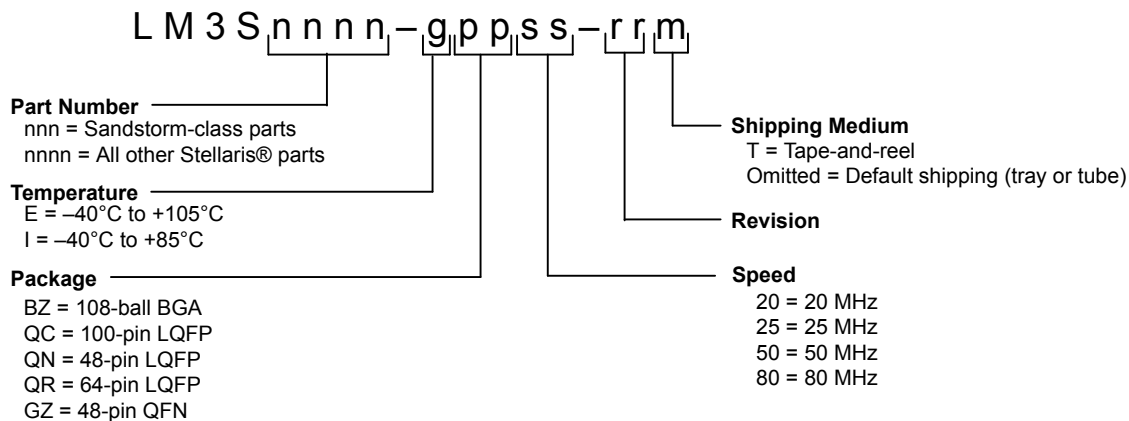 LM3Snnnn–gppss–rrm
Part Number
nnn = Sandstorm-class parts
nnnn = All other Stellaris® parts
Temperature
E = –40°C to +105°C
I = –40°C to +85°C
Package
BZ = 108-ball BGA
QC = 100-pin LQFP
QN = 48-pin LQFP
QR = 64-pin LQFP
GZ = 48-pin QFN
Shipping Medium
T = Tape-and-reel
Omitted = Default shipping (tray or tube)
Revision
Speed
20 = 20 MHz
25 = 25 MHz
50 = 50 MHz
80 = 80 MHz